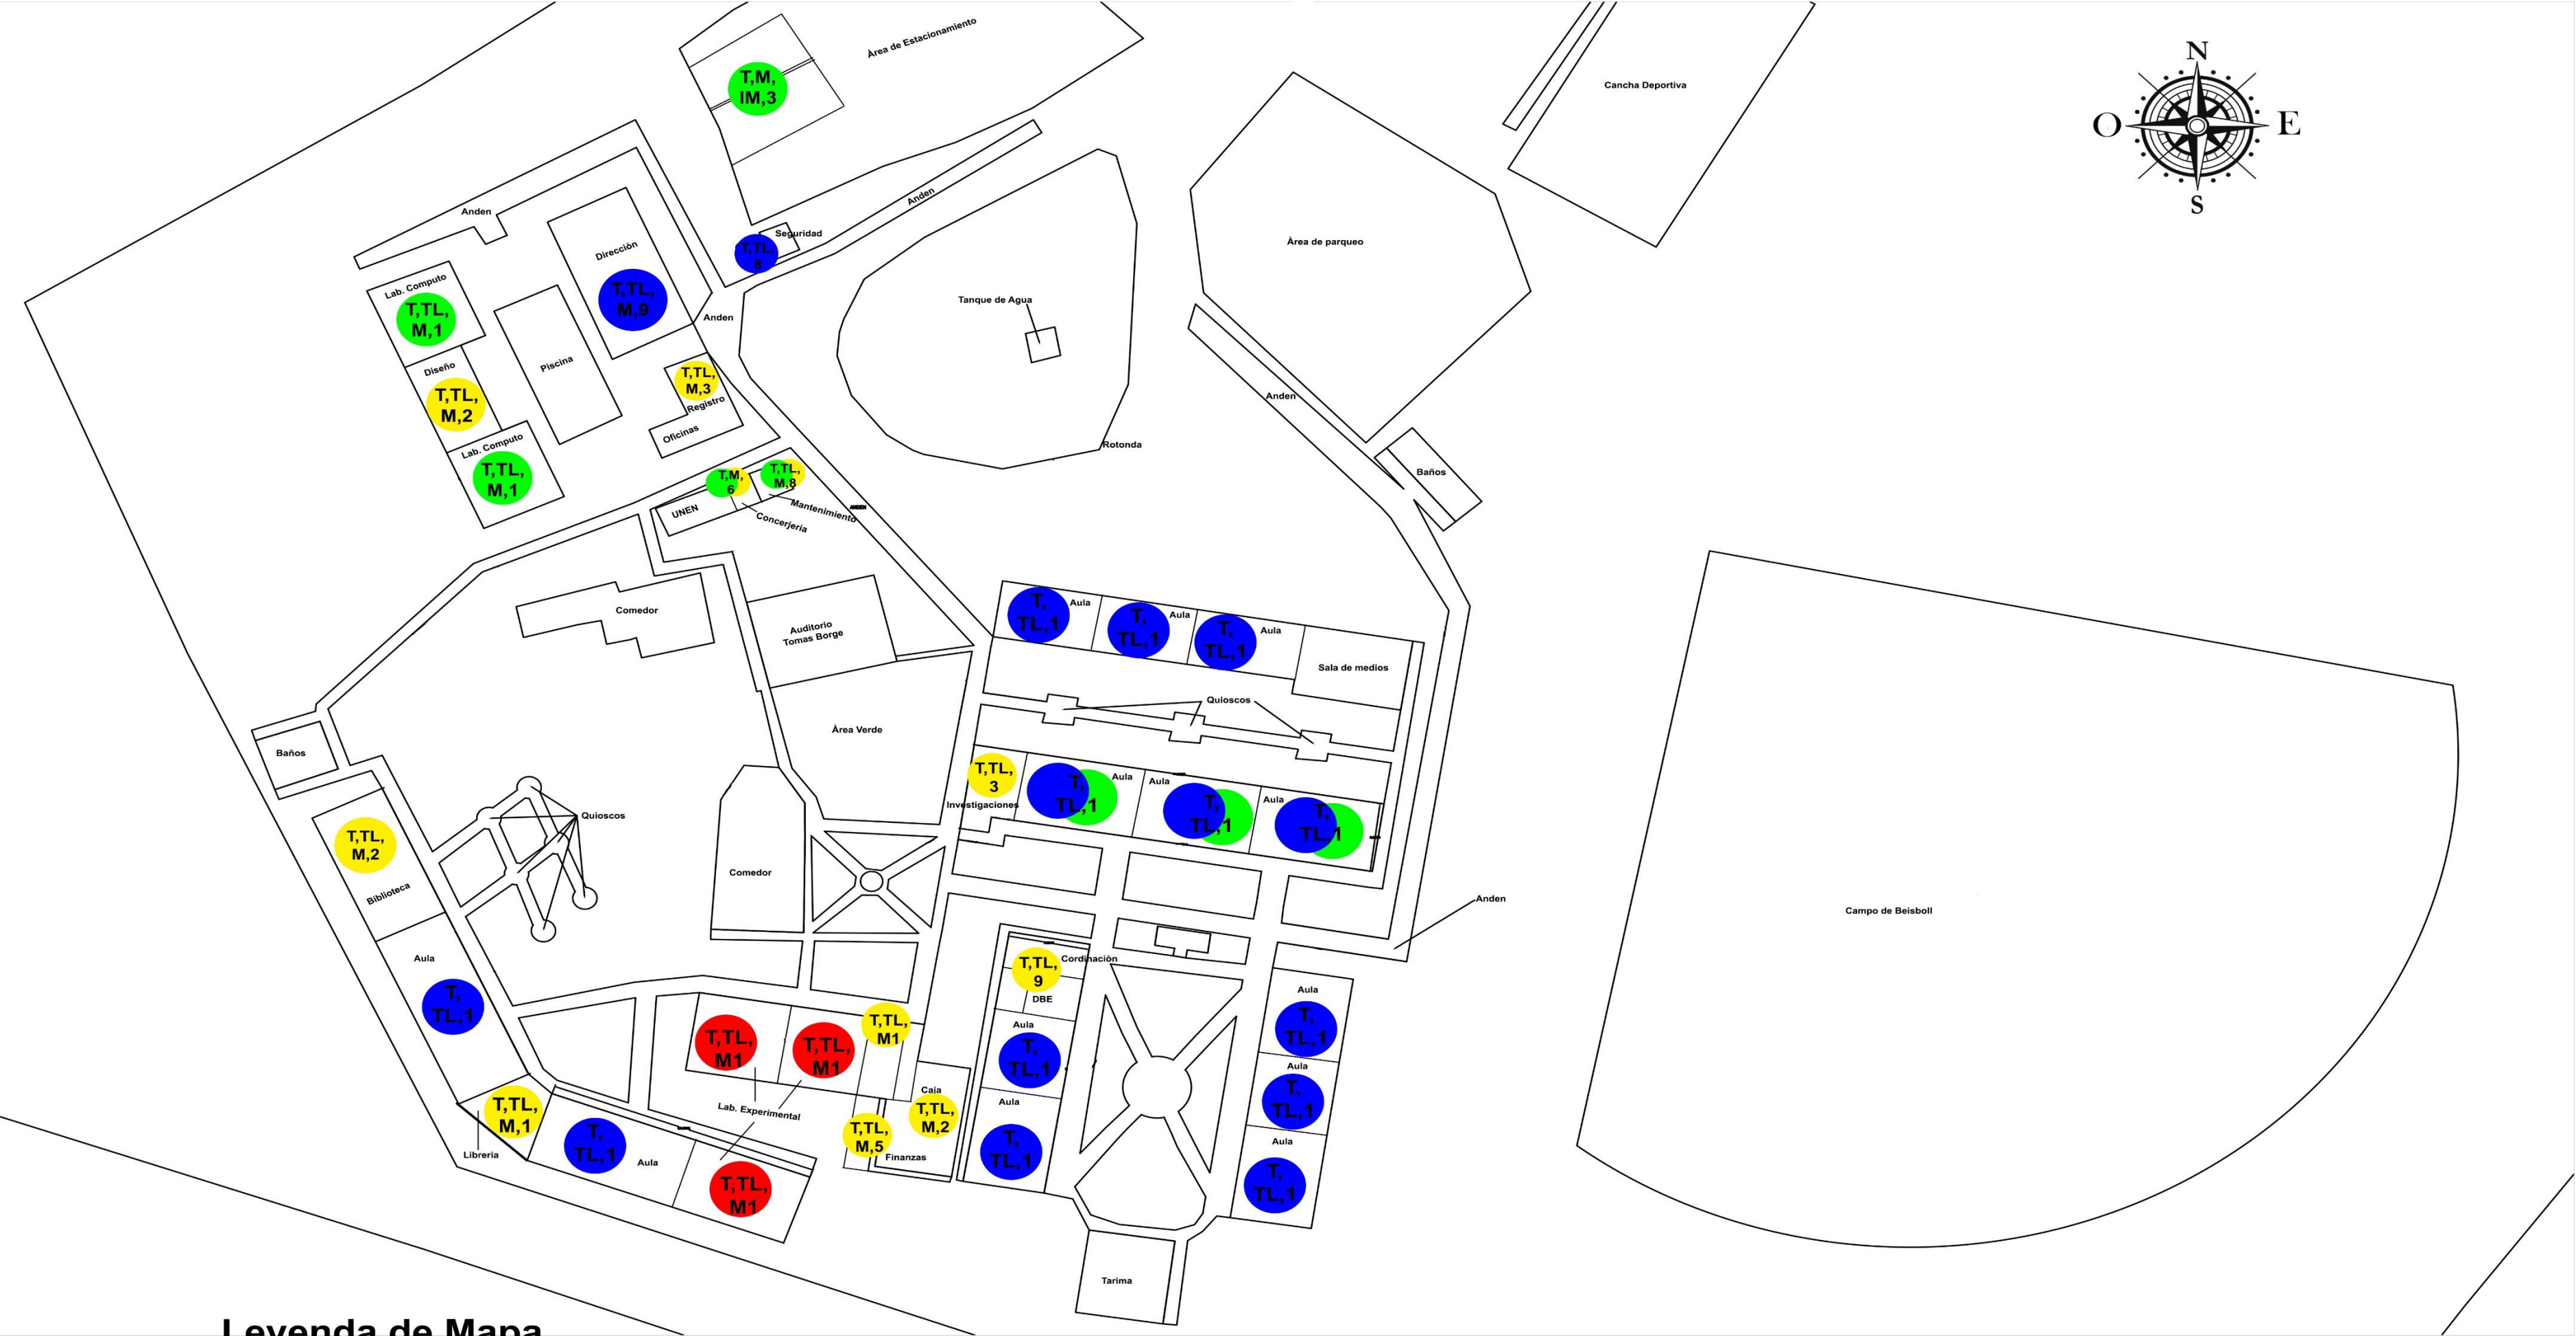 Àrea de Estacionamiento
T,M,
IM,3
Cancha Deportiva
N
O
E
S
Anden
Anden
Seguridad
T,TL,
8
Direcciòn
T,TL,
M,9
Àrea de parqueo
Lab. Computo
T,TL,
M,1
Tanque de Agua
Anden
Piscina
Diseño
T,TL,
M,2
T,TL,
M,3
Registro
Oficinas
Anden
Rotonda
Lab. Computo
T,TL,
M,1
Baños
T,M,
6
T,TL,
M,8
Mantenimiento
ANDEN
UNEN
Concerjeria
Comedor
Auditorio
Tomas Borge
T,
TL,1
Aula
T,
TL,1
Aula
T,
TL,1
Aula
Sala de medios
Quioscos
Àrea Verde
Baños
T,TL,
3
Investigaciones
T,
TL,1
Aula
Aula
T,
TL,1
Aula
T,
TL,1
Quioscos
T,TL,
M,2
Biblioteca
Comedor
Anden
Campo de Beisboll
Aula
T,
TL,1
Cordinaciòn
T,TL,
9
DBE
Aula
T,
TL,1
Aula
T,
TL,1
Aula
T,
TL,1
Aula
T,
TL,1
Aula
T,
TL,1
T,TL,
M1
T,TL,
M1
T,TL,
M1
Lab. Experimental
Caja
T,TL,
M,2
T,TL,
M,5
Finanzas
T,TL,
M,1
Libreria
T,
TL,1
Aula
T,TL,
M1
Tarima
Leyenda de Mapa